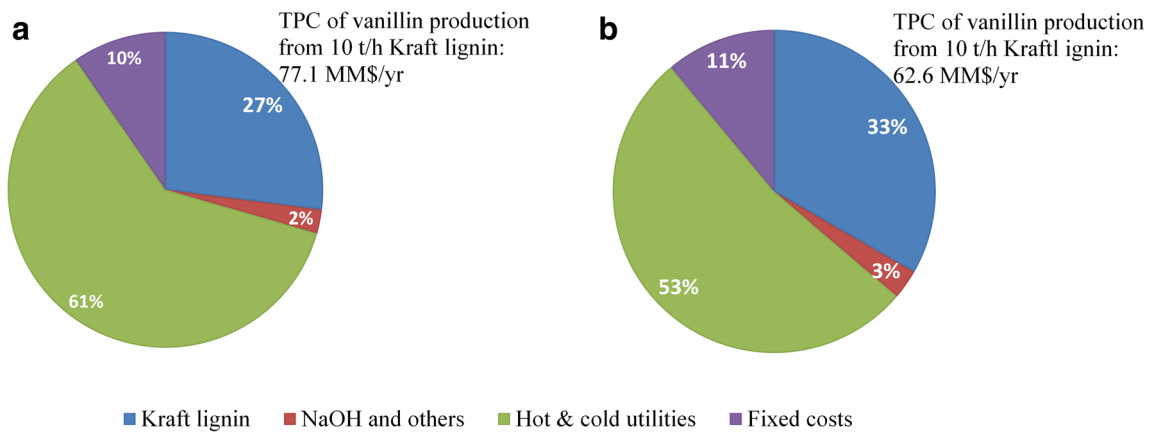 a
TPC of vanillin production
from 10 t/h Kraft lignin:
77.1 MM$/yr
10%
27%
2%
61%
b
TPC of vanillin production
from 10 t/h Kraftl ignin:
62.6 MM$/yr
11%
33%
3%
53%
Kraft lignin
NaOH and others
Hot & cold utilities
Fixed costs